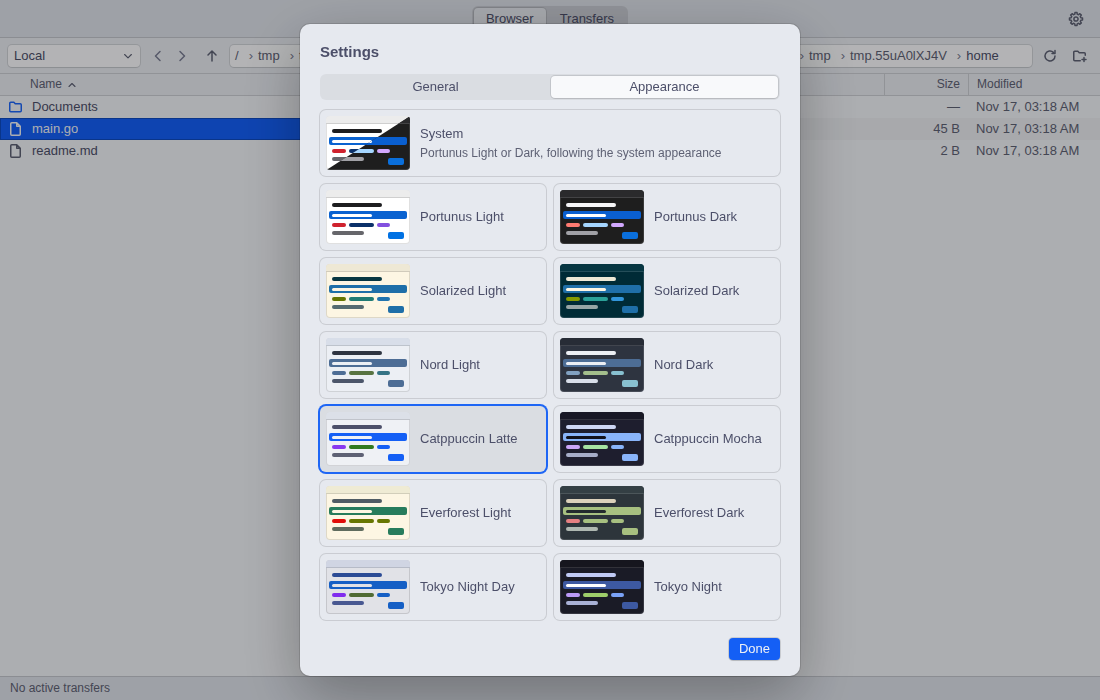 Browser Transfers
Local
/ › tmp ›
› tmp › tmp.55uA0lXJ4V › home
Name
Size Modified
Documents
— Nov 17, 03:18 AM
main.go
45 B Nov 17, 03:18 AM
readme.md
2 B Nov 17, 03:18 AM
Settings
General Appearance
System
Portunus Light or Dark, following the system appearance
Portunus Light Portunus Dark
Solarized Light Solarized Dark
Nord Light Nord Dark
Catppuccin Latte Catppuccin Mocha
Everforest Light Everforest Dark
Tokyo Night Day Tokyo Night
Done
No active transfers